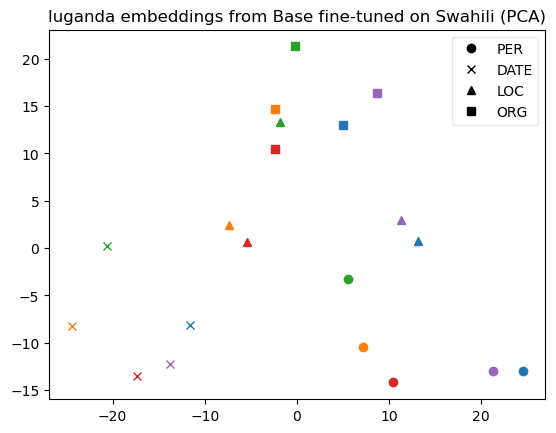 luganda embeddings from Base fine-tuned on Swahili (PCA)
PER
DATE
LOC
ORG
20
15
10
5
0
−5
−10
−15
−20
−10
0
10
20